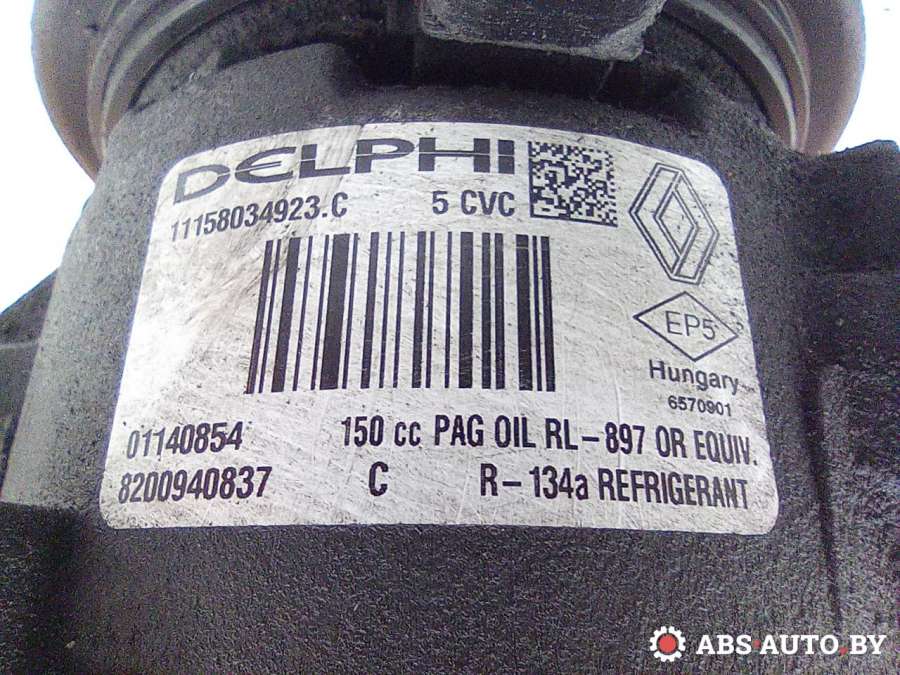 DELPHI
11158034923.C 5 CVC
EP5
Hungary
6570901
01140854 150 cc PAG OIL RL-897 OR EQUIV.
8200940837 C R-134a REFRIGERANT
ABS-AUTO.BY